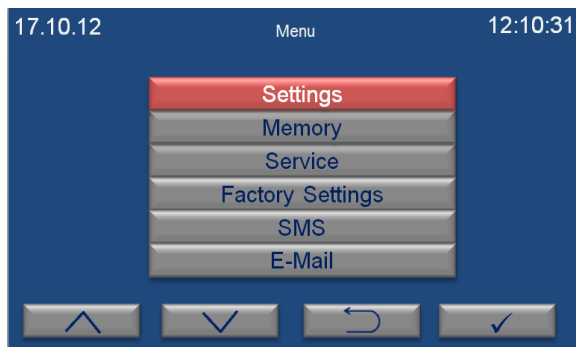 17.10.12 Menu 12:10:31
Settings
Memory
Service
Factory Settings
SMS
E-Mail